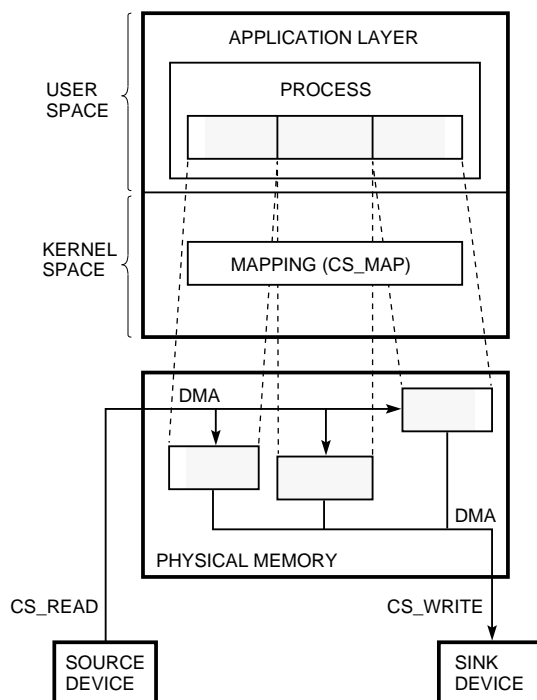 APPLICATION LAYER
USER
SPACE
PROCESS
KERNEL
SPACE
MAPPING (CS_MAP)
DMA
DMA
PHYSICAL MEMORY
CS_READ
CS_WRITE
SOURCE
DEVICE
SINK
DEVICE